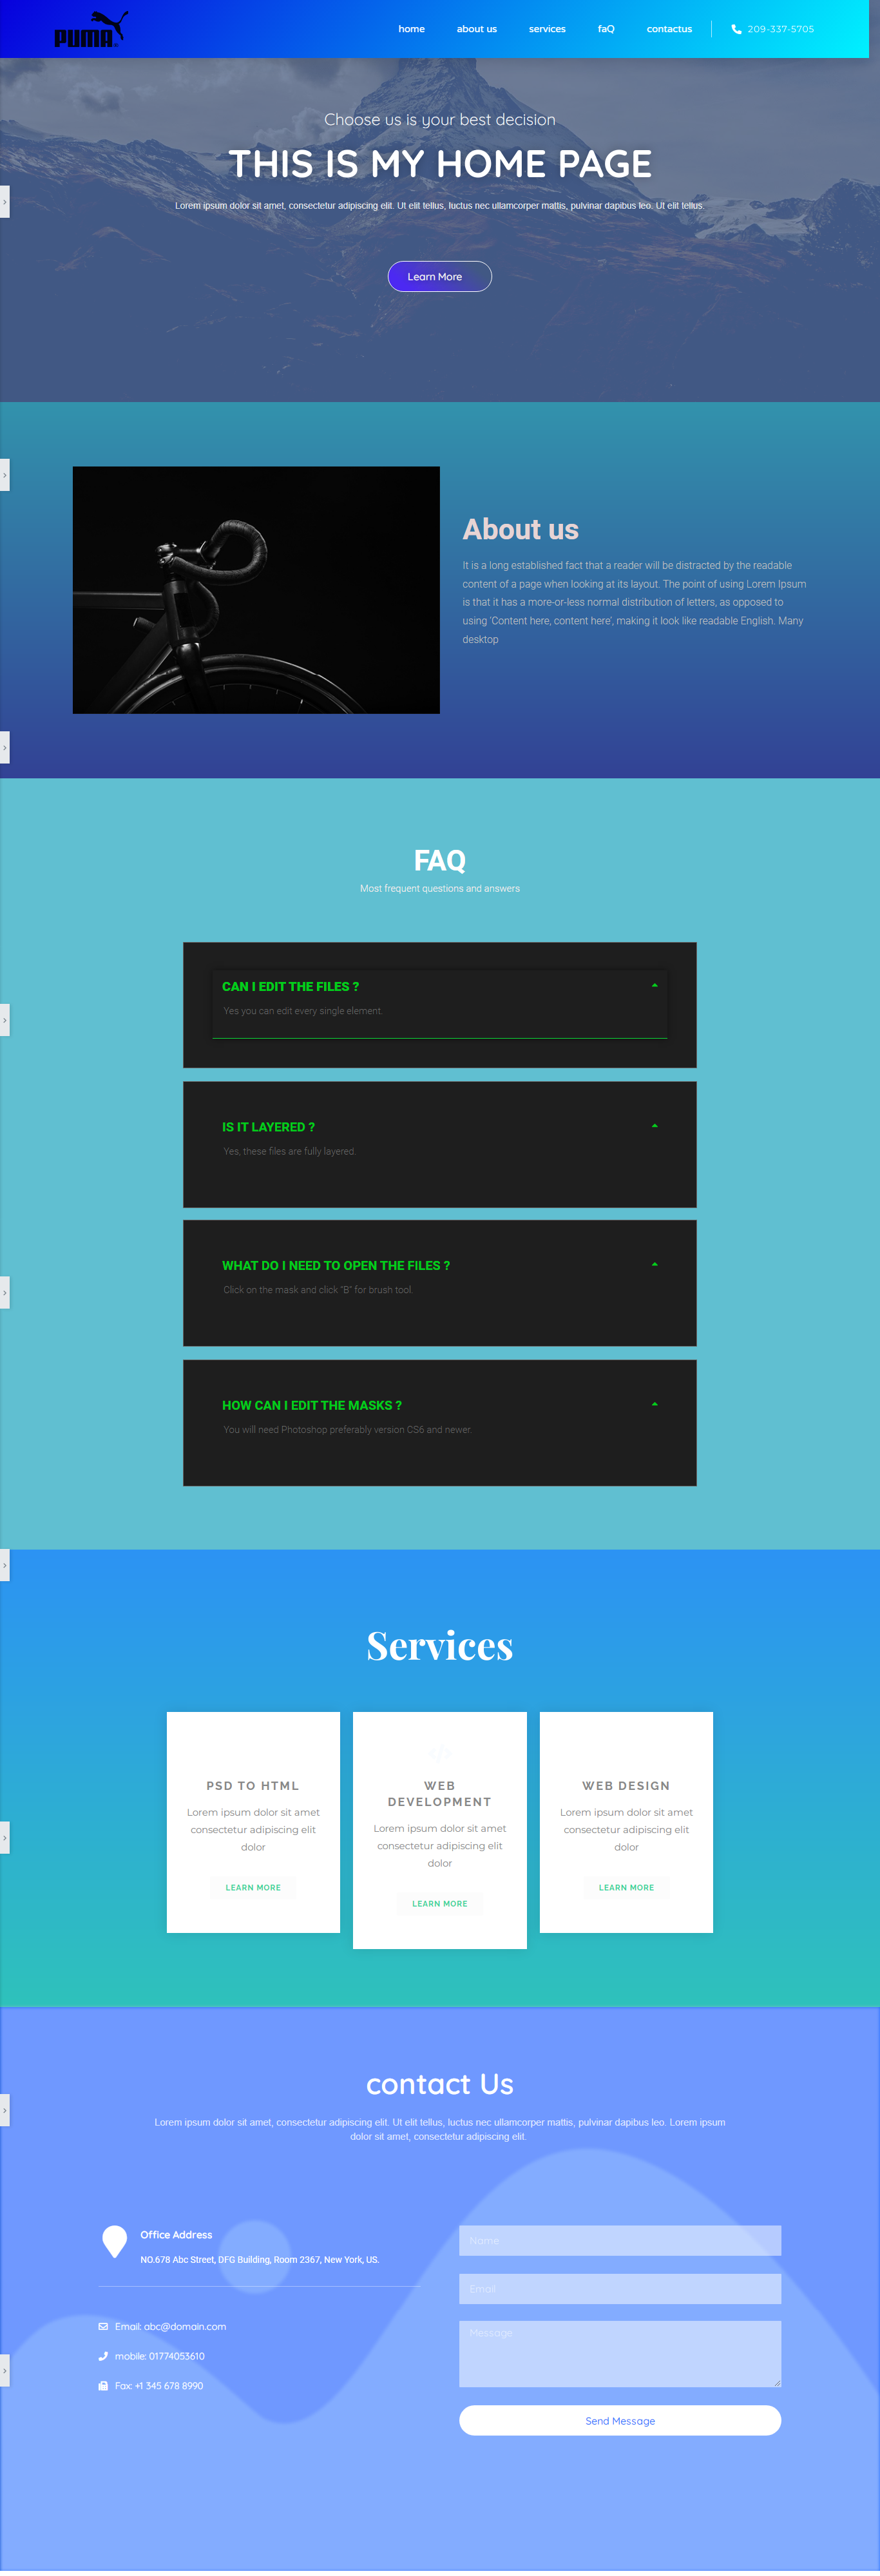 PUMA
home about us services faQ contactus 209-337-5705
Choose us is your best decision
THIS IS MY HOME PAGE
Lorem ipsum dolor sit amet, consectetur adipiscing elit. Ut elit tellus, luctus nec ullamcorper mattis, pulvinar dapibus leo. Ut elit tellus.
Learn More
About us
It is a long established fact that a reader will be distracted by the readable
content of a page when looking at its layout. The point of using Lorem Ipsum
is that it has a more-or-less normal distribution of letters, as opposed to
using 'Content here, content here', making it look like readable English. Many
desktop
FAQ
Most frequent questions and answers
CAN I EDIT THE FILES ?
Yes you can edit every single element.
IS IT LAYERED ?
Yes, these files are fully layered.
WHAT DO I NEED TO OPEN THE FILES ?
Click on the mask and click "B" for brush tool.
HOW CAN I EDIT THE MASKS ?
You will need Photoshop preferably version CS6 and newer.
Services
PSD TO HTML
Lorem ipsum dolor sit amet
consectetur adipiscing elit
dolor
LEARN MORE
WEB
DEVELOPMENT
Lorem ipsum dolor sit amet
consectetur adipiscing elit
dolor
LEARN MORE
WEB DESIGN
Lorem ipsum dolor sit amet
consectetur adipiscing elit
dolor
LEARN MORE
contact Us
Lorem ipsum dolor sit amet, consectetur adipiscing elit. Ut elit tellus, luctus nec ullamcorper mattis, pulvinar dapibus leo. Lorem ipsum
dolor sit amet, consectetur adipiscing elit.
Office Address
NO.678 Abc Street, DFG Building, Room 2367, New York, US.
Email: abc@domain.com
mobile: 01774053610
Fax: +1 345 678 8990
Name
Email
Message
Send Message